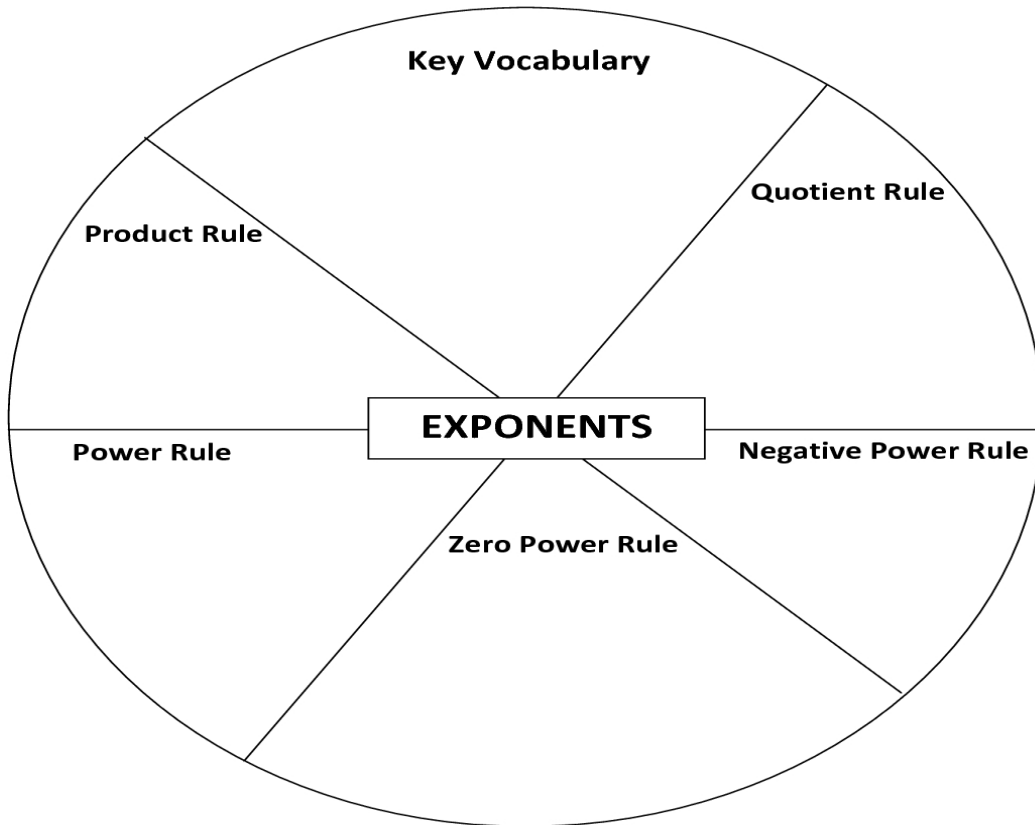 Key Vocabulary
Quotient Rule
Product Rule
EXPONENTS
Power Rule
Negative Power Rule
Zero Power Rule